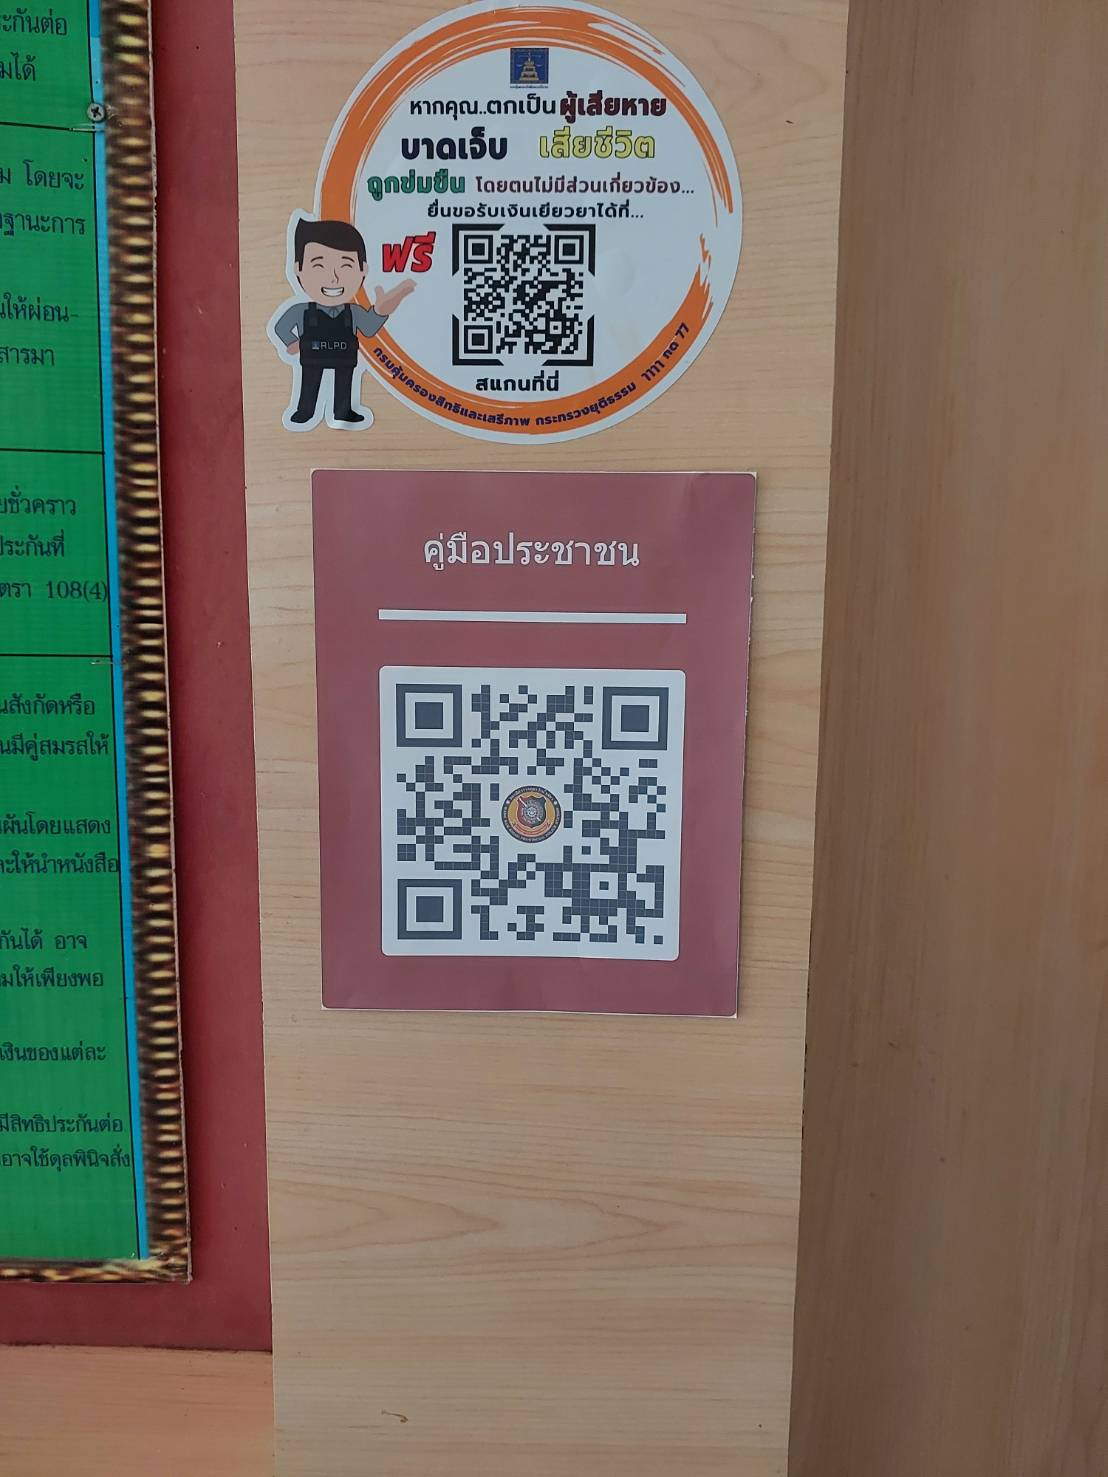 ะกันต่อ
มได้
ม โดยจะ
ฐานะการ
ให้ผ่อน-
สารมา
ยชั่วคราว
ประกันที่
ตรา 108(4)
นสังกัดหรือ
นมีคู่สมรสให้
ผันโดยแสดง
ละให้นำหนังสือ
กันได้ อาจ
มให้เพียงพอ
เงินของแต่ละ
มีสิทธิประกันต่อ
อาจใช้ดุลพินิจสั่ง
หากคุณ..ตกเป็น ผู้เสียหาย
บาดเจ็บ เสียชีวิต
ถูกข่มขืน โดยตนไม่มีส่วนเกี่ยวข้อง...
ยื่นขอรับเงินเยียวยาได้ที่...
ฟรี
RLPD
สแกนที่นี่
กรมคุ้มครองสิทธิและเสรีภาพ กระทรวงยุติธรรม 1111 กด 77
คู่มือประชาชน